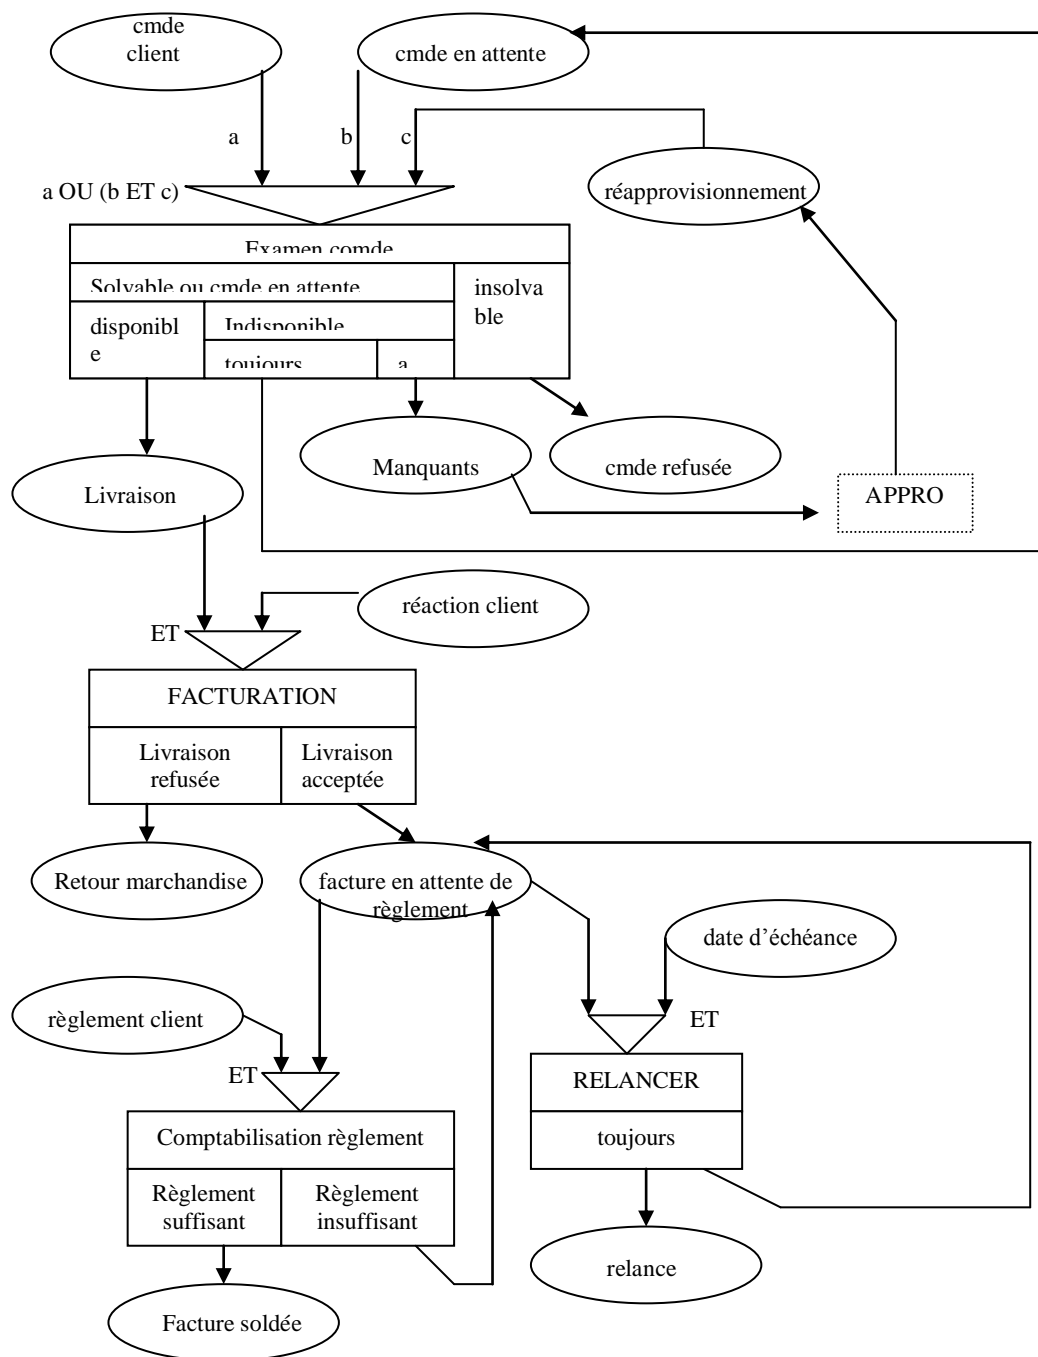 cmde
client
cmde en attente
a
b
c
réapprovisionnement
a OU (b ET c)
Examen comde
Solvable ou cmde en attente
insolva
ble
disponibl
e
Indisponible
toujours
a
Manquants
cmde refusée
Livraison
APPRO
réaction client
ET
FACTURATION
Livraison
refusée
Livraison
acceptée
Retour marchandise
facture en attente de
règlement
date d’échéance
règlement client
ET
ET
RELANCER
Comptabilisation règlement
toujours
Règlement
suffisant
Règlement
insuffisant
relance
Facture soldée